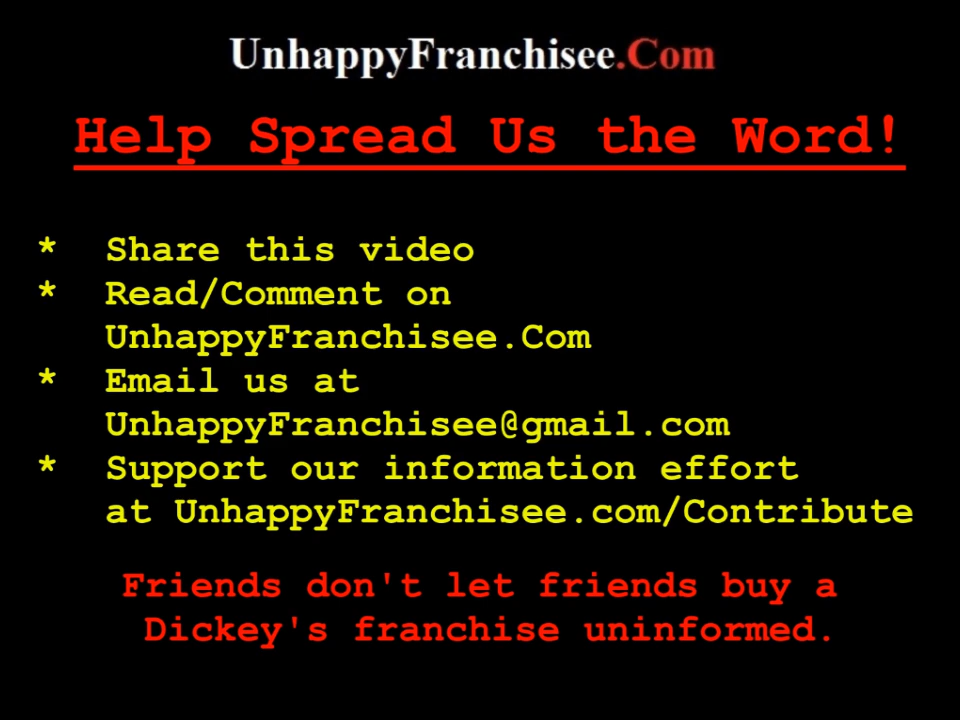 UnhappyFranchisee.Com
Help Spread Us the Word!
* Share this video
* Read/Comment on
UnhappyFranchisee.Com
* Email us at
UnhappyFranchisee@gmail.com
* Support our information effort
at UnhappyFranchisee.com/Contribute
Friends don't let friends buy a
Dickey's franchise uninformed.